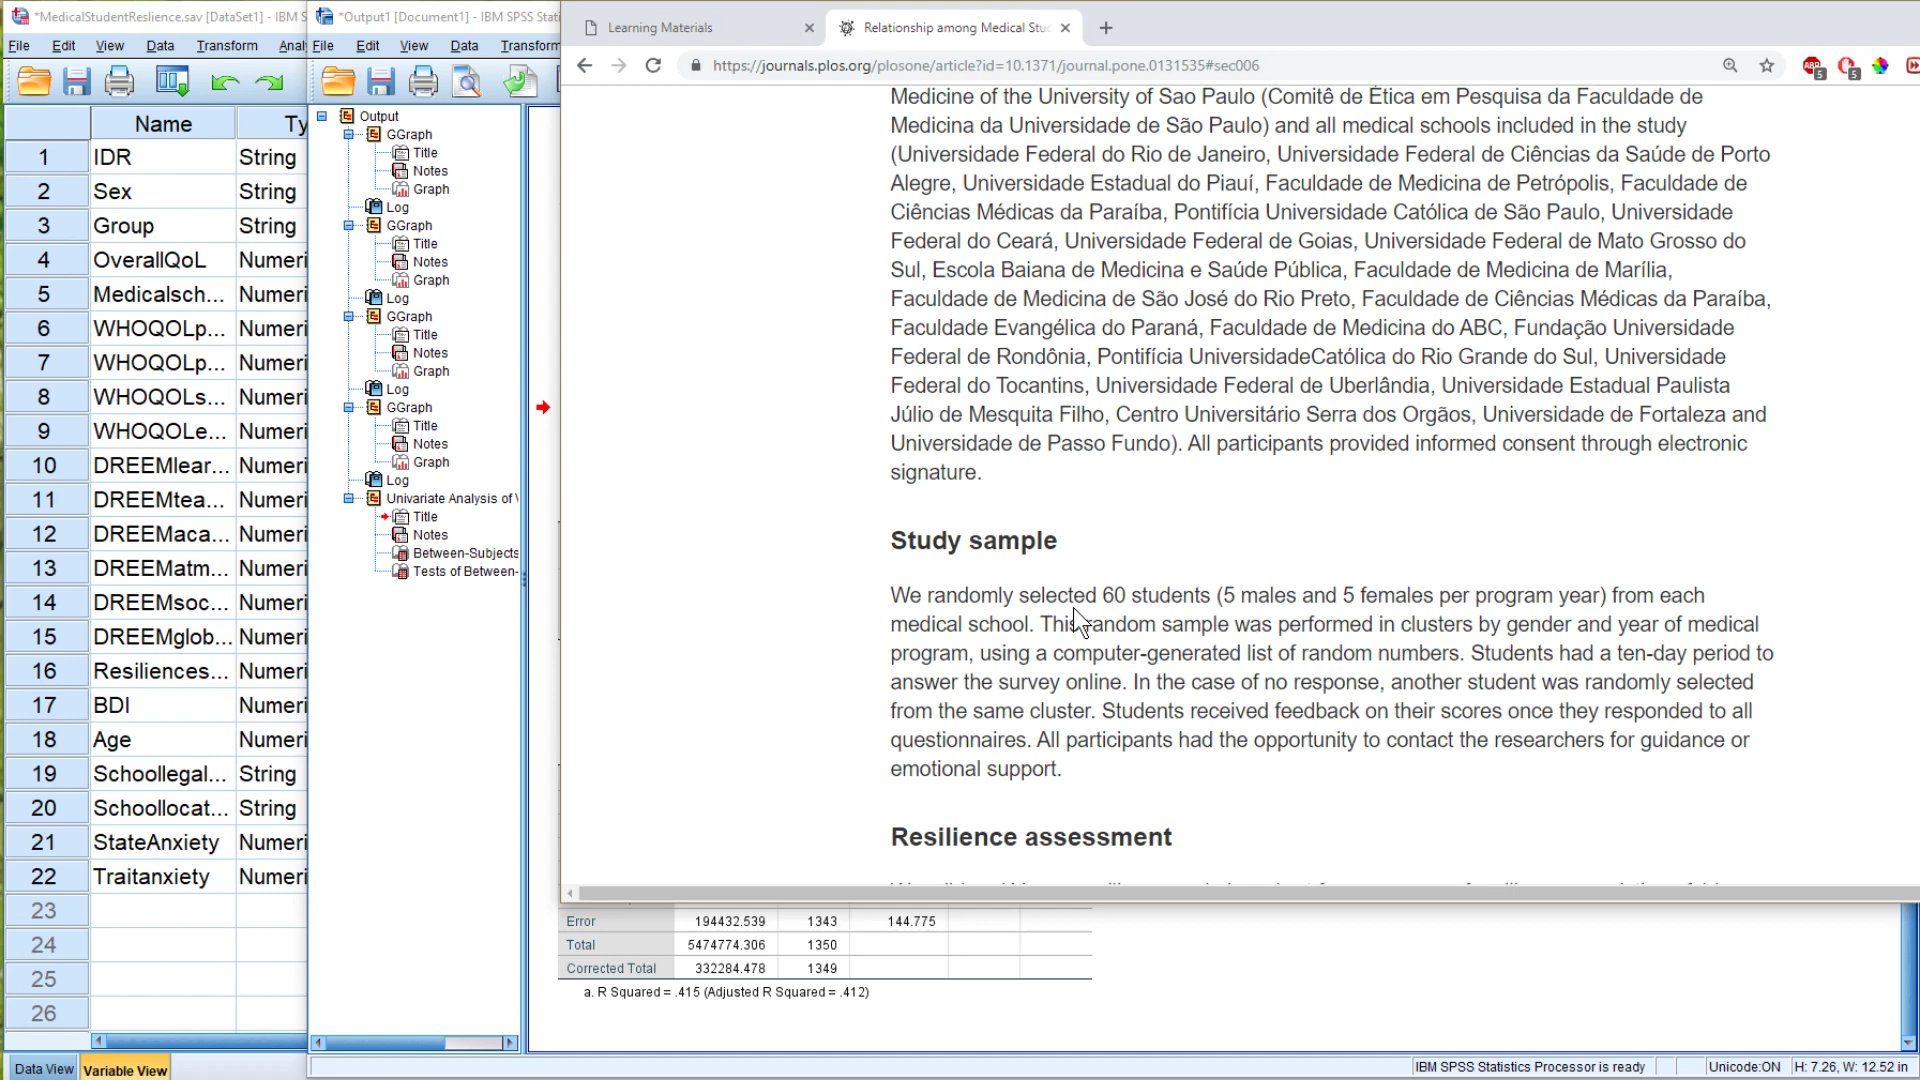 *MedicalStudentReslience.sav [DataSet1] - IBM S
File Edit View Data Transform Anal
Name Ty
1 IDR String
2 Sex String
3 Group String
4 OverallQoL Numeri
5 Medicalsch... Numeri
6 WHOQOLp... Numeri
7 WHOQOLp... Numeri
8 WHOQOLs... Numeri
9 WHOQOLe... Numeri
10 DREEMlear... Numeri
11 DREEMtea... Numeri
12 DREEMaca... Numeri
13 DREEMatm... Numeri
14 DREEMsoc... Numeri
15 DREEMglob... Numeri
16 Resiliences... Numeri
17 BDI Numeri
18 Age Numeri
19 Schoollegal... String
20 Schoollocat... String
21 StateAnxiety Numeri
22 Traitanxiety Numeri
23
24
25
26
Data View Variable View
*Output1 [Document1] - IBM SPSS Stati
File Edit View Data Transform
Output
GGraph
Title
Notes
Graph
Log
GGraph
Title
Notes
Graph
Log
GGraph
Title
Notes
Graph
Log
GGraph
Title
Notes
Graph
Log
Univariate Analysis of
Title
Notes
Between-Subjects
Tests of Between-
Learning Materials
Relationship among Medical Stu
https://journals.plos.org/plosone/article?id=10.1371/journal.pone.0131535#sec006
ABP 5 5
Medicine of the University of Sao Paulo (Comitê de Ética em Pesquisa da Faculdade de
Medicina da Universidade de São Paulo) and all medical schools included in the study
(Universidade Federal do Rio de Janeiro, Universidade Federal de Ciências da Saúde de Porto
Alegre, Universidade Estadual do Piauí, Faculdade de Medicina de Petrópolis, Faculdade de
Ciências Médicas da Paraíba, Pontifícia Universidade Católica de São Paulo, Universidade
Federal do Ceará, Universidade Federal de Goias, Universidade Federal de Mato Grosso do
Sul, Escola Baiana de Medicina e Saúde Pública, Faculdade de Medicina de Marília,
Faculdade de Medicina de São José do Rio Preto, Faculdade de Ciências Médicas da Paraíba,
Faculdade Evangélica do Paraná, Faculdade de Medicina do ABC, Fundação Universidade
Federal de Rondônia, Pontifícia UniversidadeCatólica do Rio Grande do Sul, Universidade
Federal do Tocantins, Universidade Federal de Uberlândia, Universidade Estadual Paulista
Júlio de Mesquita Filho, Centro Universitário Serra dos Orgãos, Universidade de Fortaleza and
Universidade de Passo Fundo). All participants provided informed consent through electronic
signature.
Study sample
We randomly selected 60 students (5 males and 5 females per program year) from each
medical school. This random sample was performed in clusters by gender and year of medical
program, using a computer-generated list of random numbers. Students had a ten-day period to
answer the survey online. In the case of no response, another student was randomly selected
from the same cluster. Students received feedback on their scores once they responded to all
questionnaires. All participants had the opportunity to contact the researchers for guidance or
emotional support.
Resilience assessment
Error 194432.539 1343 144.775
Total 5474774.306 1350
Corrected Total 332284.478 1349
a. R Squared = .415 (Adjusted R Squared = .412)
IBM SPSS Statistics Processor is ready Unicode:ON H: 7.26, W: 12.52 in